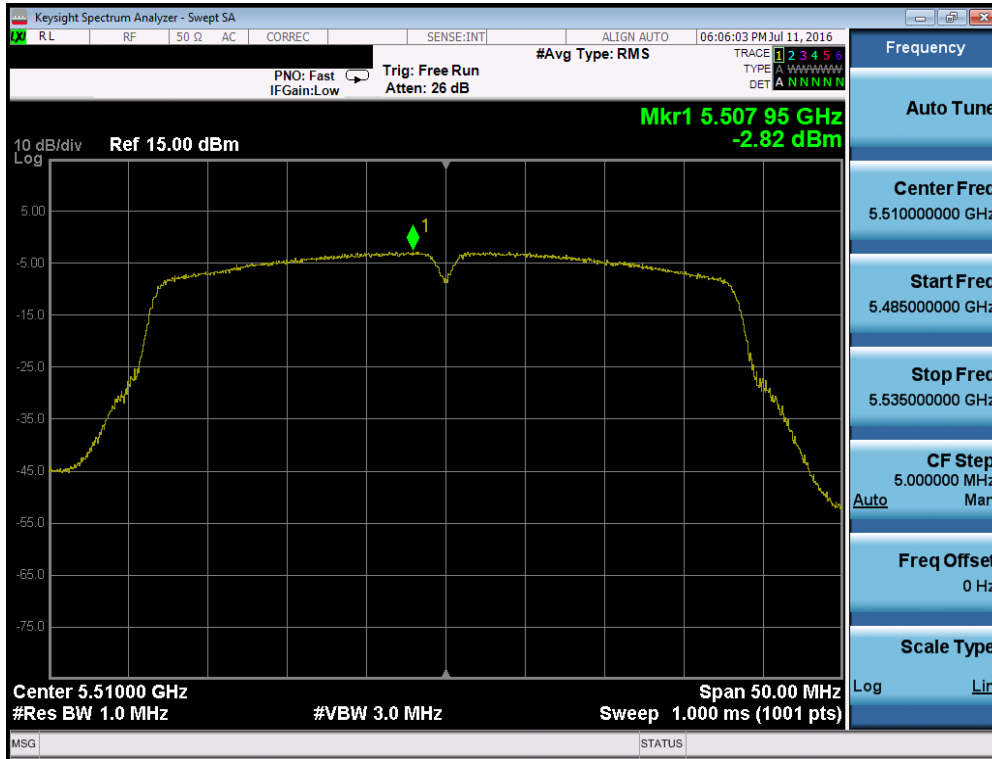 Keysight Spectrum Analyzer - Swept SA
LXI RL RF 50 Ω AC CORREC SENSE:INT ALIGN AUTO 06:06:03 PM Jul 11, 2016
#Avg Type: RMS
TRACE 1 2 3 4 5 6
TYPE A W W W W W
DET A N N N N N
PNO: Fast
IFGain:Low
Trig: Free Run
Atten: 26 dB
Mkr1 5.507 95 GHz
-2.82 dBm
10 dB/div Ref 15.00 dBm
Log
1
5.00
-5.00
-15.0
-25.0
-35.0
-45.0
-55.0
-65.0
-75.0
Center 5.51000 GHz Span 50.00 MHz
#Res BW 1.0 MHz #VBW 3.0 MHz Sweep 1.000 ms (1001 pts)
MSG STATUS
Frequency
Auto Tune
Center Freq
5.510000000 GHz
Start Freq
5.485000000 GHz
Stop Freq
5.535000000 GHz
CF Step
5.000000 MHz
Auto Man
Freq Offset
0 Hz
Scale Type
Log Lin